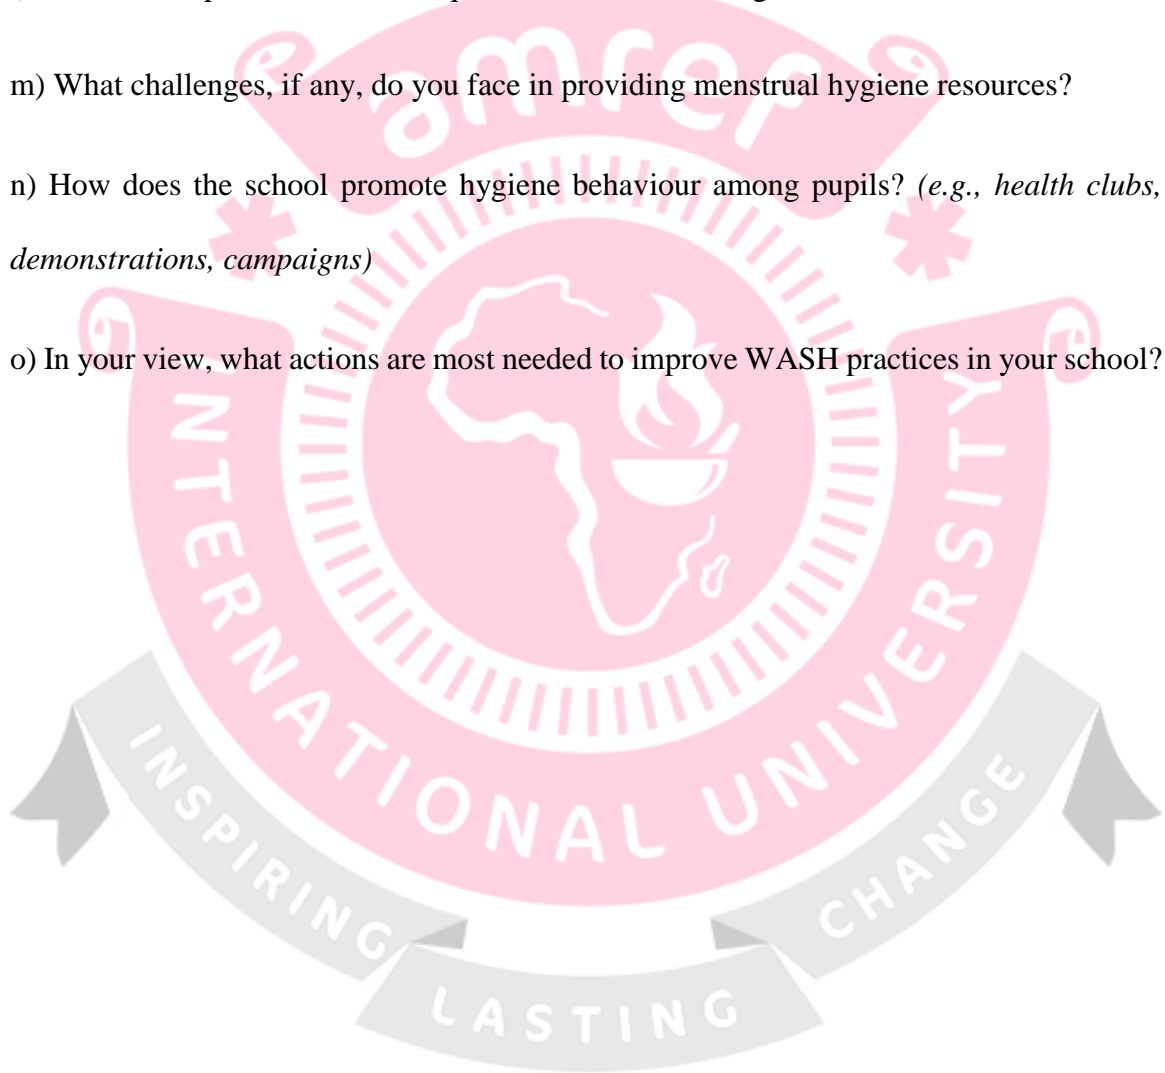 m) What challenges, if any, do you face in providing menstrual hygiene resources?
n) How does the school promote hygiene behaviour among pupils? (e.g., health clubs,
demonstrations, campaigns)
o) In your view, what actions are most needed to improve WASH practices in your school?
amref
INTERNATIONAL UNIVERSITY
INSPIRING
LASTING
CHANGE